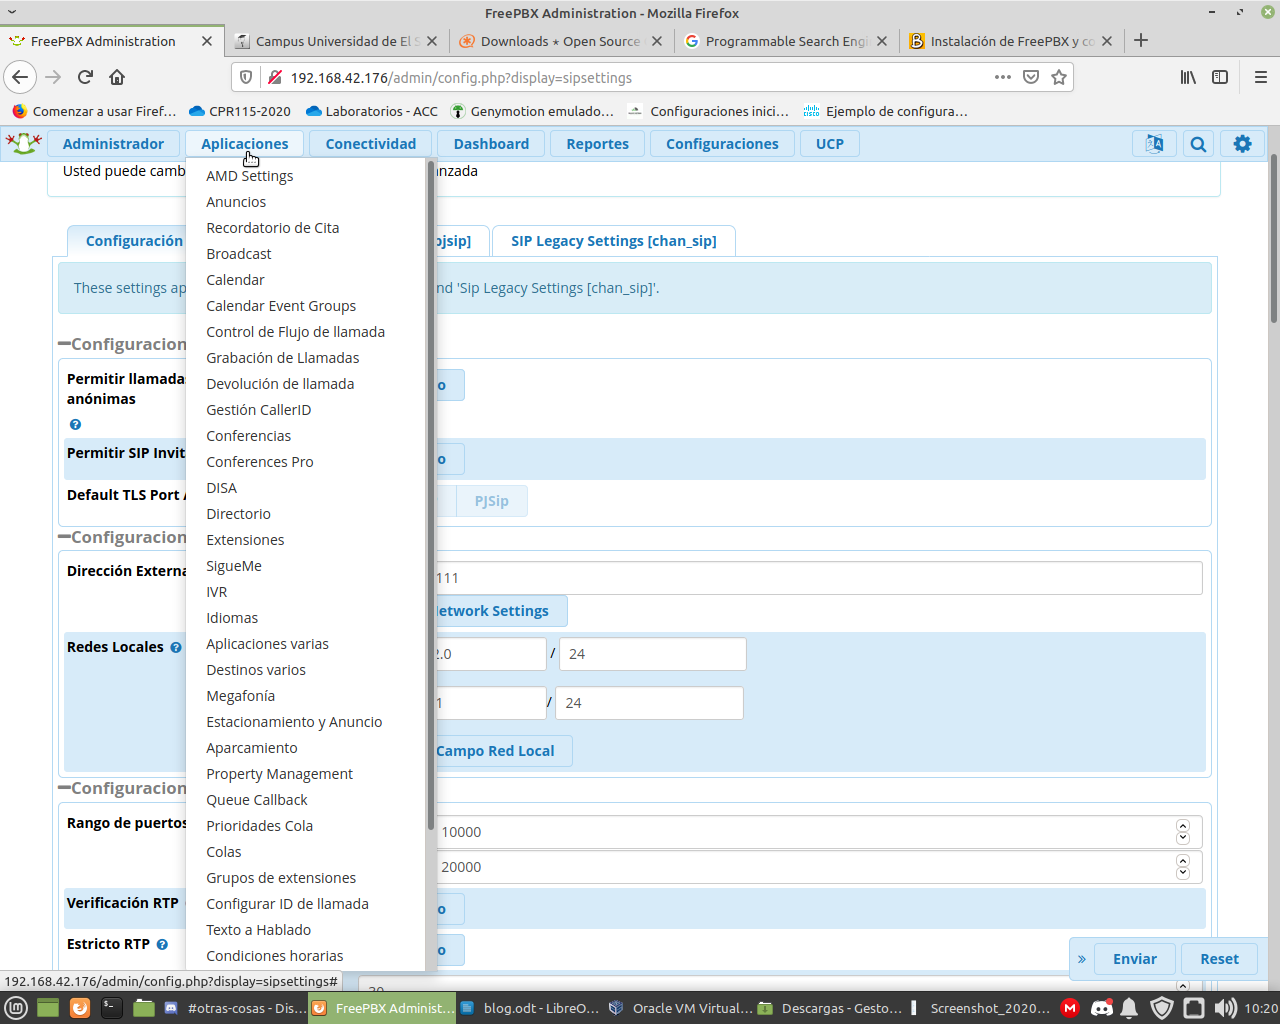 FreePBX Administration - Mozilla Firefox
FreePBX Administration
Campus Universidad de El S
Downloads ⋆ Open Source
Programmable Search Engi
Instalación de FreePBX y co
192.168.42.176/admin/config.php?display=sipsettings
Comenzar a usar Firef...
CPR115-2020
Laboratorios - ACC
Genymotion emulado...
Configuraciones inici...
Ejemplo de configura...
Administrador
Aplicaciones
Conectividad
Dashboard
Reportes
Configuraciones
UCP
Usted puede camb
anzada
AMD Settings
Anuncios
Recordatorio de Cita
Broadcast
Calendar
Calendar Event Groups
Control de Flujo de llamada
Grabación de Llamadas
Devolución de llamada
Gestión CallerID
Conferencias
Conferences Pro
DISA
Directorio
Extensiones
SigueMe
IVR
Idiomas
Aplicaciones varias
Destinos varios
Megafonía
Estacionamiento y Anuncio
Aparcamiento
Property Management
Queue Callback
Prioridades Cola
Colas
Grupos de extensiones
Configurar ID de llamada
Texto a Hablado
Condiciones horarias
Configuración
ojsip]
SIP Legacy Settings [chan_sip]
These settings ap
nd 'Sip Legacy Settings [chan_sip]'.
Configuracion
Permitir llamadas
anónimas
o
Permitir SIP Invit
o
Default TLS Port A
PJSip
Configuracion
Dirección Externa
111
Network Settings
Redes Locales
2.0 / 24
1 / 24
Campo Red Local
Configuracion
Rango de puertos
10000
20000
Verificación RTP
o
Estricto RTP
o
30
» Enviar Reset
192.168.42.176/admin/config.php?display=sipsettings#
#otras-cosas - Dis...
FreePBX Administ...
blog.odt - LibreO...
Oracle VM Virtual...
Descargas - Gesto...
Screenshot_2020...
10:20